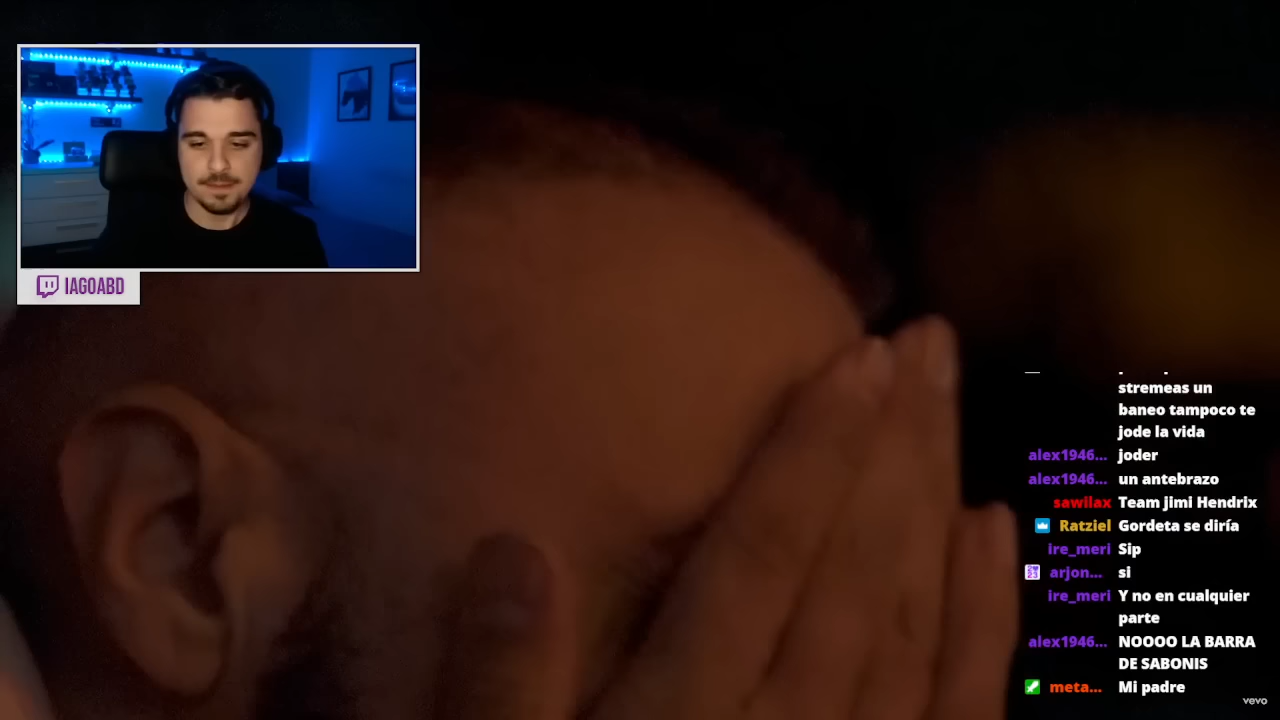 IAGOABD
stremeas un
baneo tampoco te
jode la vida
alex1946... joder
alex1946... un antebrazo
sawilax Team jimi Hendrix
Ratziel Gordeta se diría
ire_meri Sip
arjon... si
ire_meri Y no en cualquier
parte
alex1946... NOOOO LA BARRA
DE SABONIS
meta... Mi padre
vevo